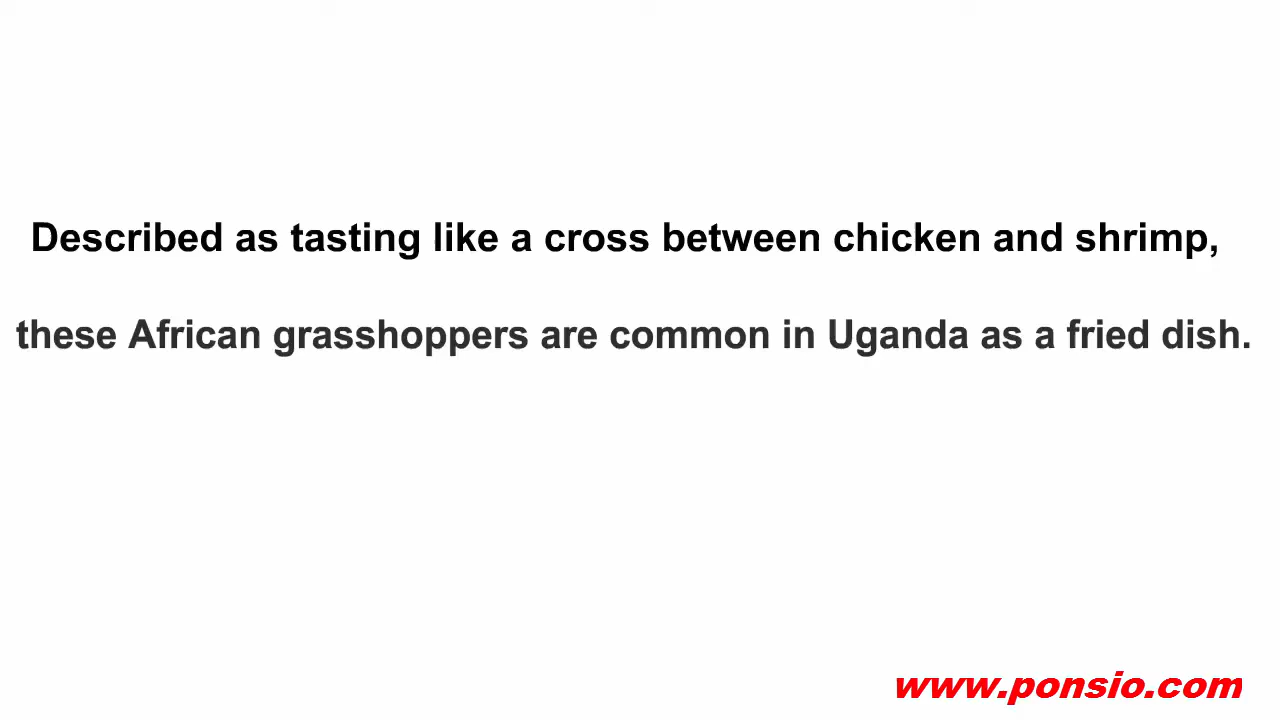 Described as tasting like a cross between chicken and shrimp,
these African grasshoppers are common in Uganda as a fried dish.
www.ponsio.com